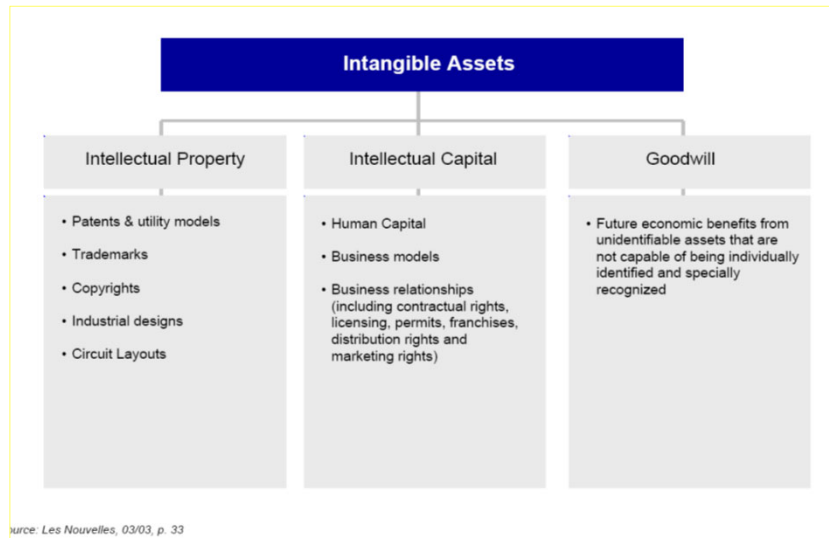 Intangible Assets
Intellectual Property
• Patents & utility models
• Trademarks
• Copyrights
• Industrial designs
• Circuit Layouts
Intellectual Capital
• Human Capital
• Business models
• Business relationships
(including contractual rights,
licensing, permits, franchises,
distribution rights and
marketing rights)
Goodwill
• Future economic benefits from
unidentifiable assets that are
not capable of being individually
identified and specially
recognized
ource: Les Nouvelles, 03/03, p. 33